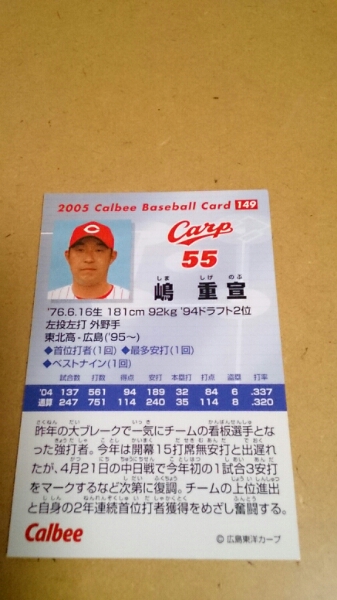 2005 Calbee Baseball Card 149
Carp
55
しま しげ のぶ
嶋 重宣
'76.6.16生 181cm 92kg '94ドラフト2位
左投左打 外野手
東北高-広島('95~)
◆首位打者(1回) ◆最多安打(1回)
◆ベストナイン(1回)
試合数 打数 得点 安打 本塁打 打点 盗塁 打率
'04 137 561 94 189 32 84 6 .337
通算 247 751 114 240 35 114 6 .320
昨年の大ブレークで一気にチームの看板選手とな
った強打者。今年は開幕15打席無安打と出遅れ
たが、4月21日の中日戦で今年初の1試合3安打
をマークするなど次第に復調。チームの上位進出
と自身の2年連続首位打者獲得をめざし奮闘する。
Calbee
© 広島東洋カープ